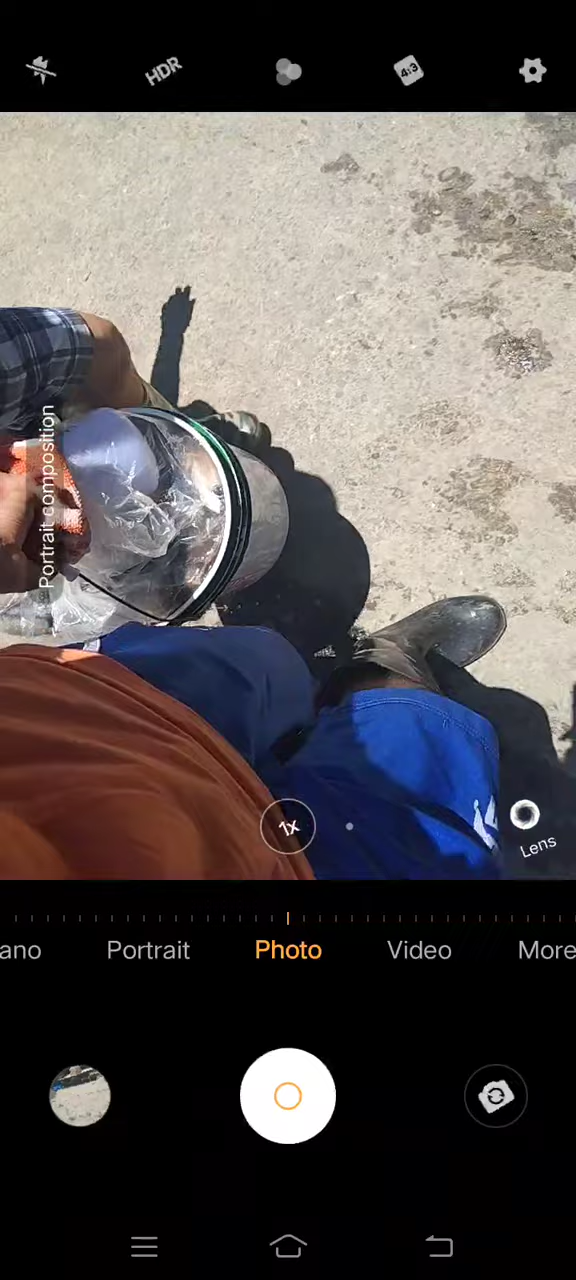 HDR
4:3
Portrait composition
1x
Lens
ano
Portrait
Photo
Video
More